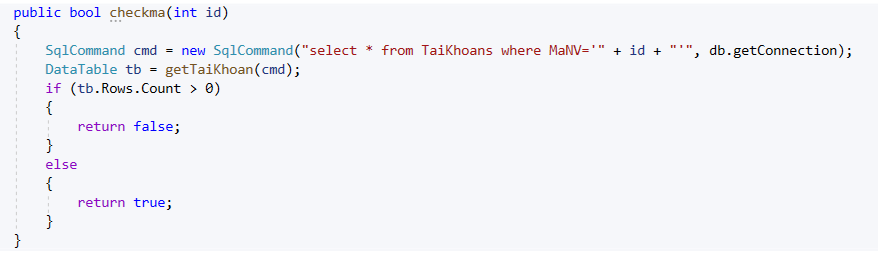 public bool checkma(int id)
{
SqlCommand cmd = new SqlCommand("select * from TaiKhoans where MaNV='" + id + "'", db.getConnection);
DataTable tb = getTaiKhoan(cmd);
if (tb.Rows.Count > 0)
{
return false;
}
else
{
return true;
}
}